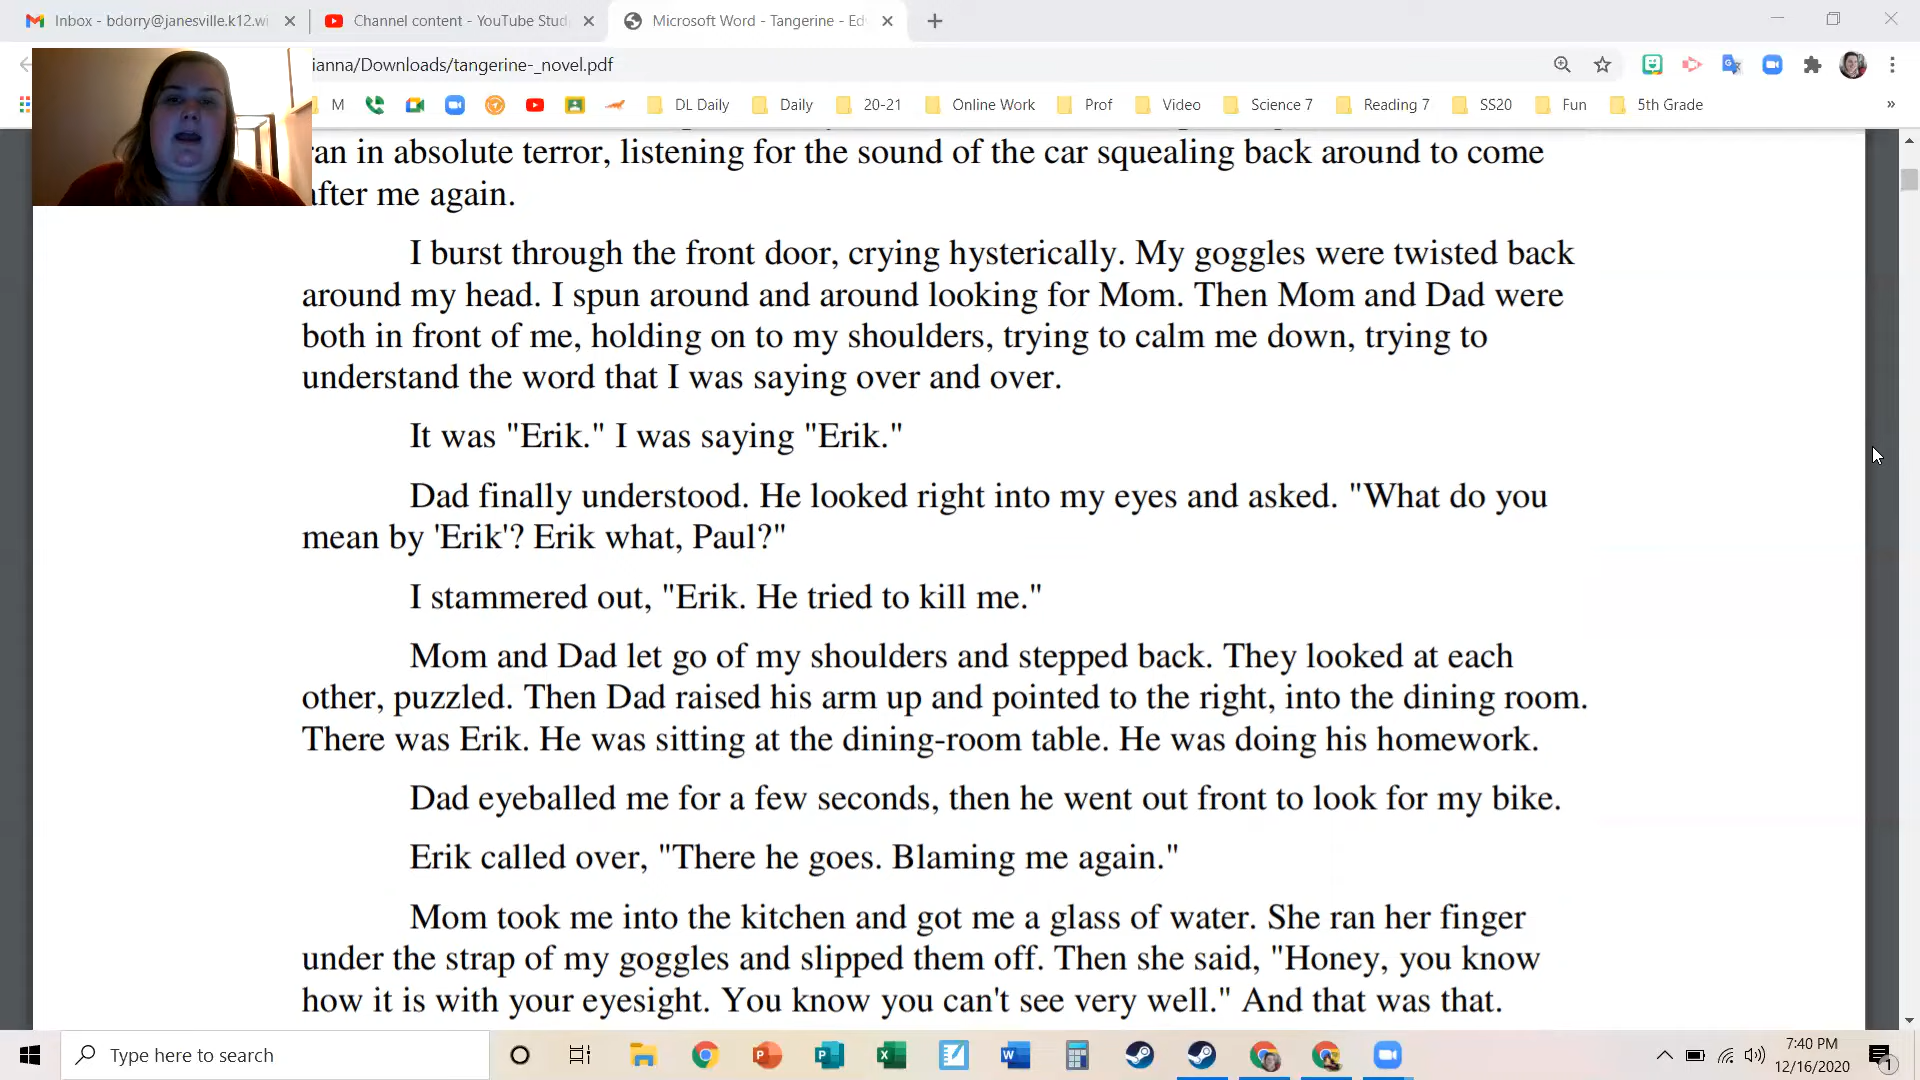 Inbox - bdorry@janesville.k12.wi
Channel content - YouTube Stud
Microsoft Word - Tangerine - Ed
ianna/Downloads/tangerine-_novel.pdf
M DL Daily Daily 20-21 Online Work Prof Video Science 7 Reading 7 SS20 Fun 5th Grade »
ran in absolute terror, listening for the sound of the car squealing back around to come
after me again.
I burst through the front door, crying hysterically. My goggles were twisted back
around my head. I spun around and around looking for Mom. Then Mom and Dad were
both in front of me, holding on to my shoulders, trying to calm me down, trying to
understand the word that I was saying over and over.
It was "Erik." I was saying "Erik."
Dad finally understood. He looked right into my eyes and asked. "What do you
mean by 'Erik'? Erik what, Paul?"
I stammered out, "Erik. He tried to kill me."
Mom and Dad let go of my shoulders and stepped back. They looked at each
other, puzzled. Then Dad raised his arm up and pointed to the right, into the dining room.
There was Erik. He was sitting at the dining-room table. He was doing his homework.
Dad eyeballed me for a few seconds, then he went out front to look for my bike.
Erik called over, "There he goes. Blaming me again."
Mom took me into the kitchen and got me a glass of water. She ran her finger
under the strap of my goggles and slipped them off. Then she said, "Honey, you know
how it is with your eyesight. You know you can't see very well." And that was that.
Type here to search
7:40 PM
12/16/2020
1